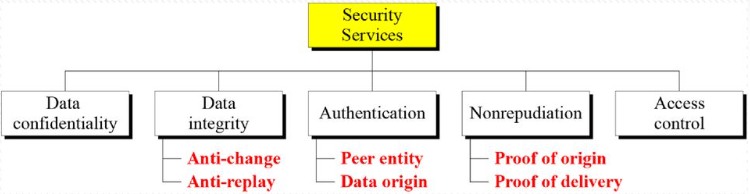 Security
Services
Data
confidentiality
Data
integrity
Authentication
Nonrepudiation
Access
control
Anti-change
Anti-replay
Peer entity
Data origin
Proof of origin
Proof of delivery